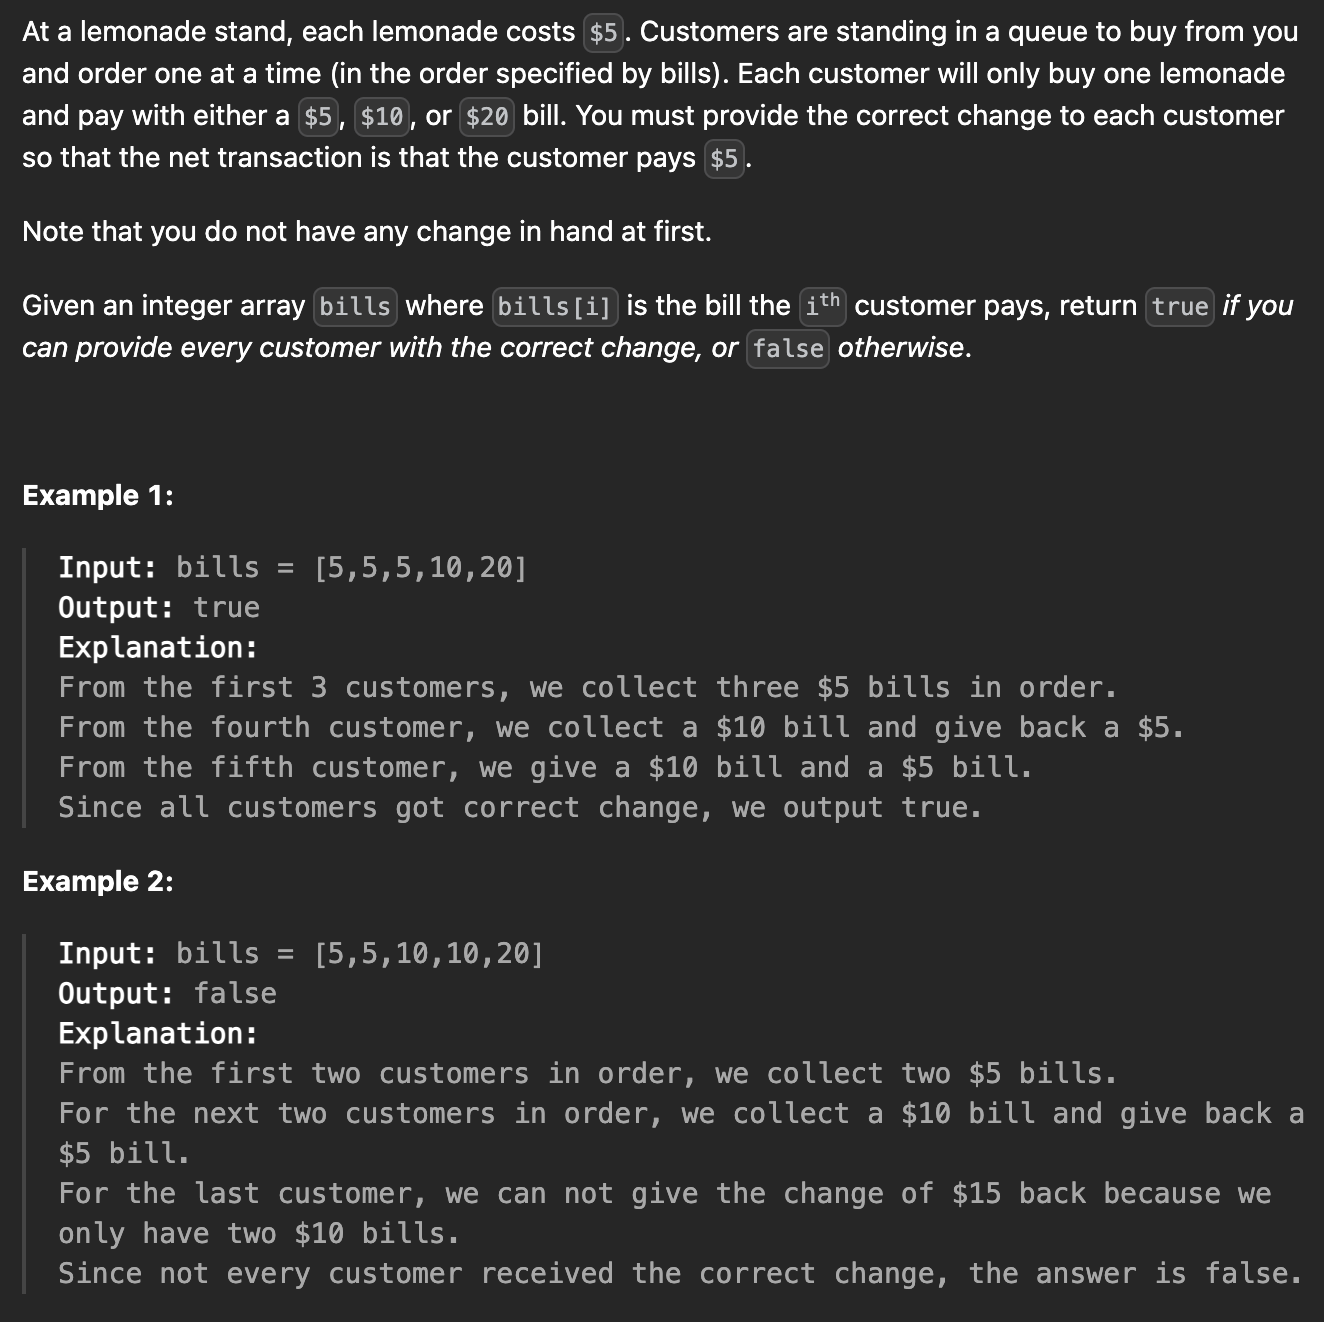 At a lemonade stand, each lemonade costs $5. Customers are standing in a queue to buy from you
and order one at a time (in the order specified by bills). Each customer will only buy one lemonade
and pay with either a $5, $10, or $20 bill. You must provide the correct change to each customer
so that the net transaction is that the customer pays $5.
Note that you do not have any change in hand at first.
Given an integer array bills where bills[i] is the bill the ith customer pays, return true if you
can provide every customer with the correct change, or false otherwise.
Example 1:
Input: bills = [5,5,5,10,20]
Output: true
Explanation:
From the first 3 customers, we collect three $5 bills in order.
From the fourth customer, we collect a $10 bill and give back a $5.
From the fifth customer, we give a $10 bill and a $5 bill.
Since all customers got correct change, we output true.
Example 2:
Input: bills = [5,5,10,10,20]
Output: false
Explanation:
From the first two customers in order, we collect two $5 bills.
For the next two customers in order, we collect a $10 bill and give back a
$5 bill.
For the last customer, we can not give the change of $15 back because we
only have two $10 bills.
Since not every customer received the correct change, the answer is false.